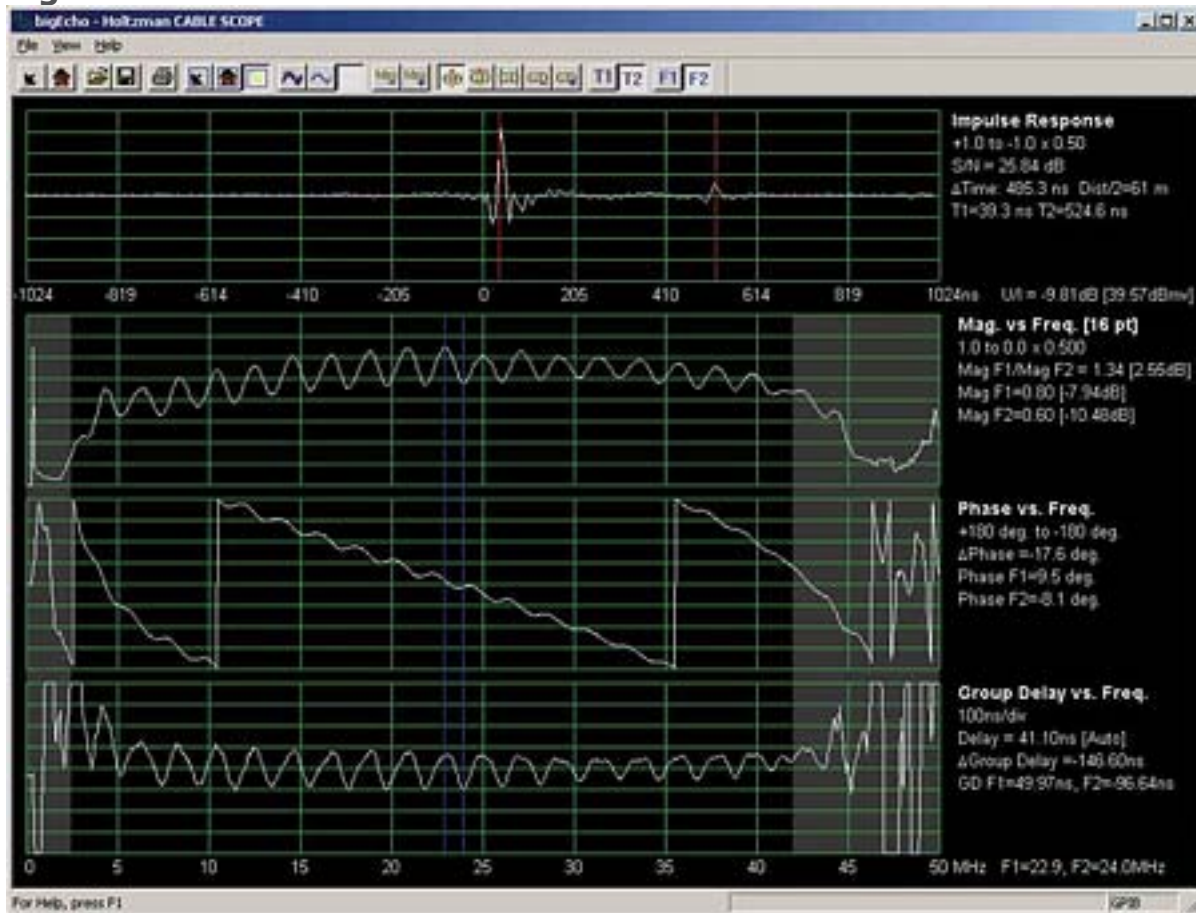 bigEcho - Holtzman CABLE SCOPE
File View Help
T1 T2 F1 F2
Impulse Response
+1.0 to -1.0 x 0.50
S/N = 25.84 dB
ΔTime: 485.3 ns Dist/2=61 m
T1=39.3 ns T2=524.6 ns
-1024 -819 -614 -410 -205 0 205 410 614 819 1024ns U/I = -9.81dB [39.57dBmv]
Mag. vs Freq. [16 pt]
1.0 to 0.0 x 0.500
Mag F1/Mag F2 = 1.34 [2.55dB]
Mag F1=0.80 [-7.94dB]
Mag F2=0.60 [-10.48dB]
Phase vs. Freq.
+180 deg. to -180 deg.
ΔPhase =-17.6 deg.
Phase F1=9.5 deg.
Phase F2=-8.1 deg.
Group Delay vs. Freq.
100ns/div
Delay = 41.10ns [Auto]
ΔGroup Delay =-146.60ns
GD F1=49.97ns, F2=-96.64ns
0 5 10 15 20 25 30 35 40 45 50 MHz F1=22.9, F2=24.0MHz
For Help, press F1
GPIB